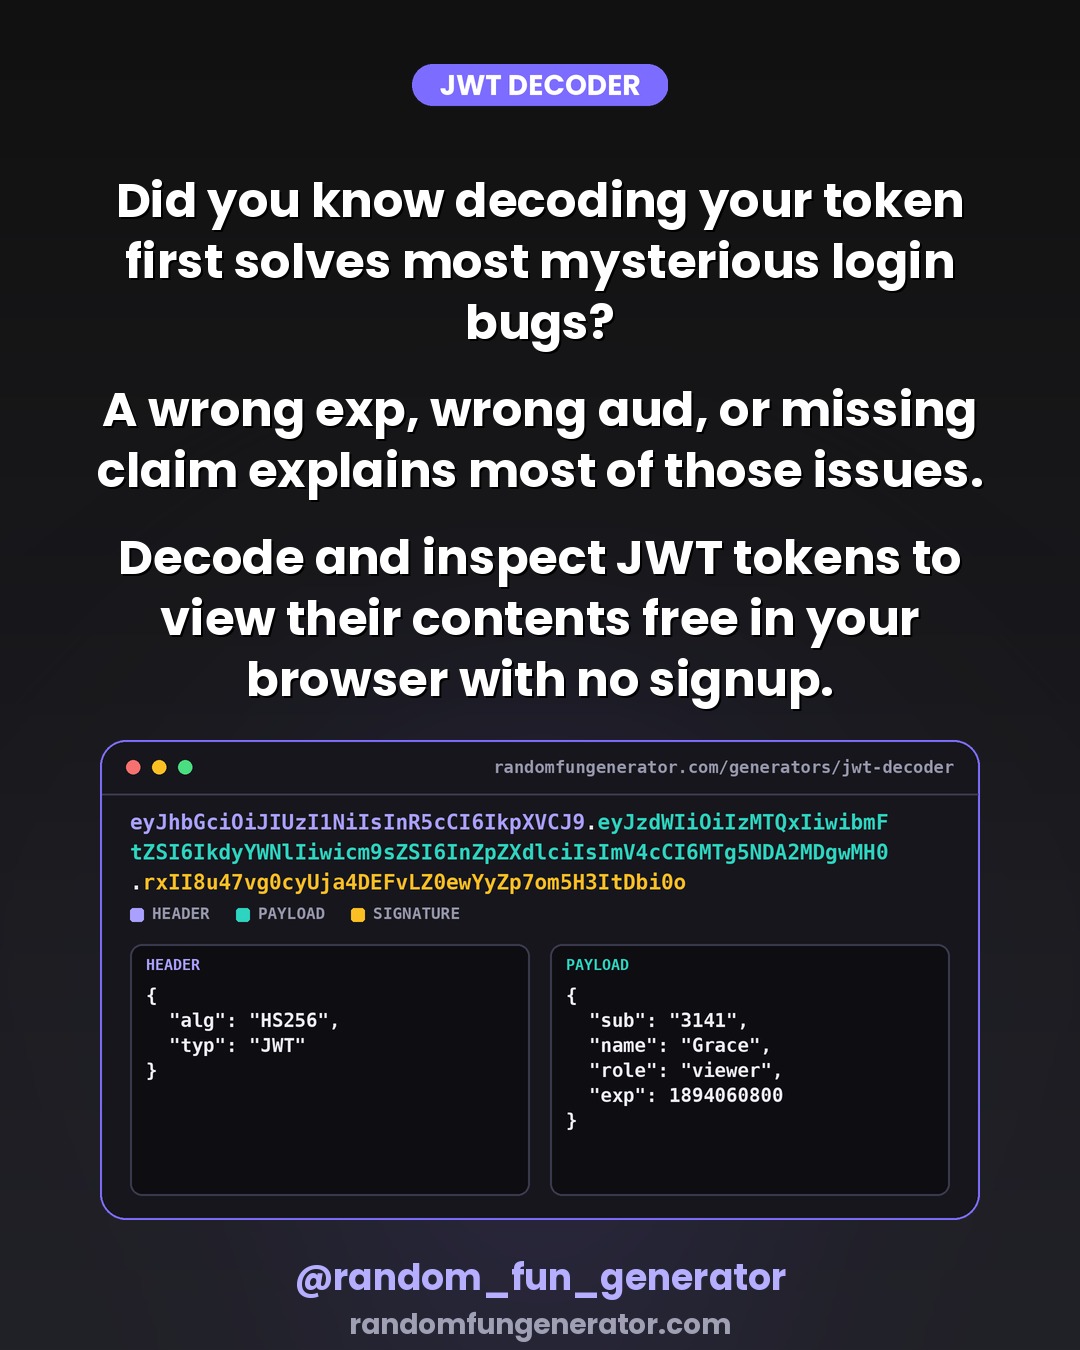 JWT DECODER
Did you know decoding your token
first solves most mysterious login
bugs?
A wrong exp, wrong aud, or missing
claim explains most of those issues.
Decode and inspect JWT tokens to
view their contents free in your
browser with no signup.
randomfungenerator.com/generators/jwt-decoder
eyJhbGciOiJIUzI1NiIsInR5cCI6IkpXVCJ9.eyJzdWIiOiIzMTQxIiwibmF
tZSI6IkdyYWNlIiwicm9sZSI6InZpZXdlciIsImV4cCI6MTg5NDA2MDgwMH0
.rxII8u47vg0cyUja4DEFvLZ0ewYyZp7om5H3ItDbi0o
HEADER PAYLOAD SIGNATURE
HEADER
{
  "alg": "HS256",
  "typ": "JWT"
}
PAYLOAD
{
  "sub": "3141",
  "name": "Grace",
  "role": "viewer",
  "exp": 1894060800
}
@random_fun_generator
randomfungenerator.com